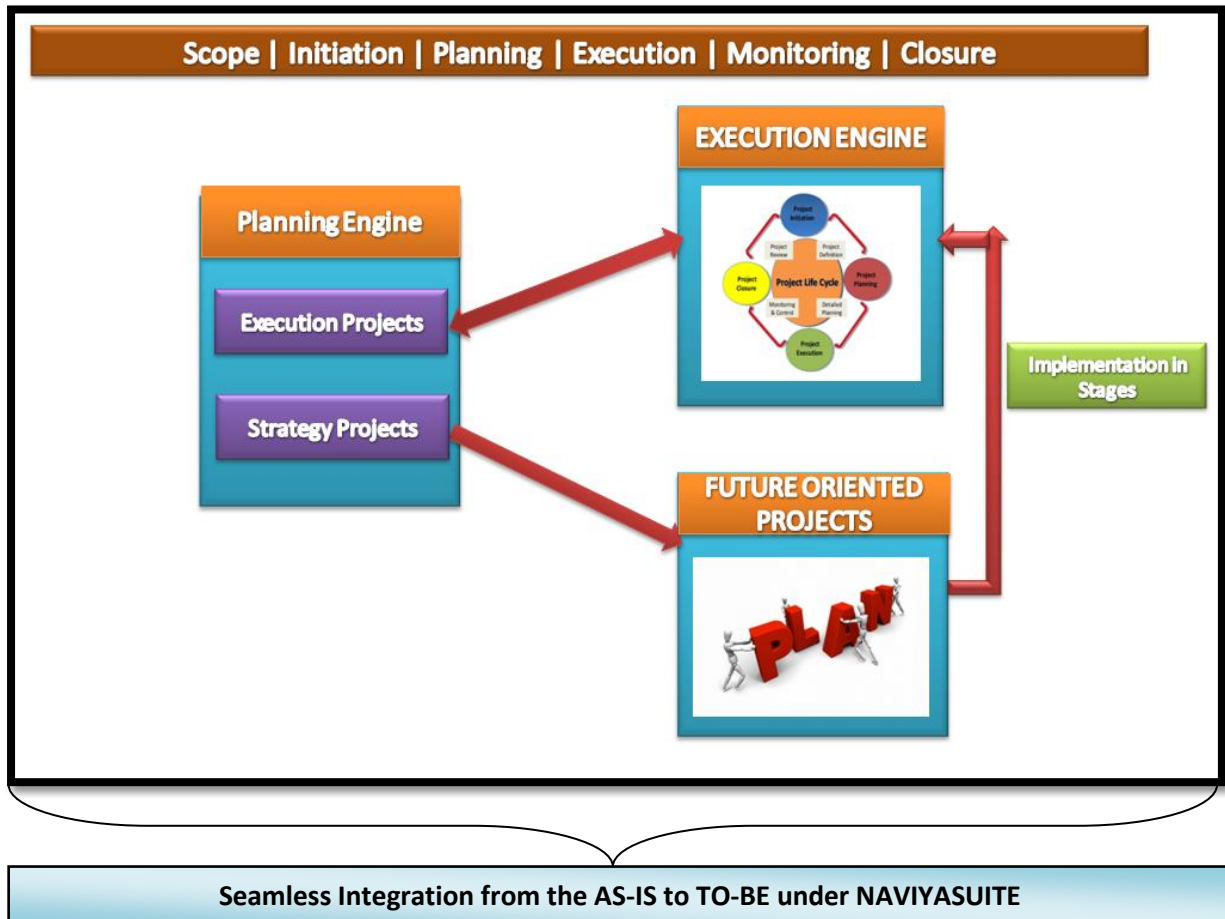 Scope | Initiation | Planning | Execution | Monitoring | Closure
EXECUTION ENGINE
Project
Initiation
Project
Review
Project
Definition
Project
Closure
Project Life Cycle
Project
Planning
Monitoring
& Control
Detailed
Planning
Project
Execution
Planning Engine
Execution Projects
Strategy Projects
Implementation in
Stages
FUTURE ORIENTED
PROJECTS
PLAN
Seamless Integration from the AS-IS to TO-BE under NAVIYASUITE